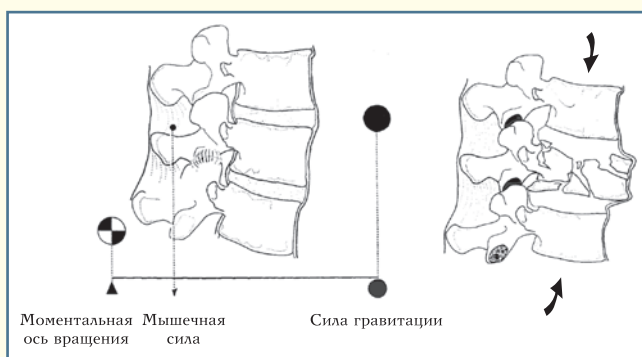 Моментальная
ось вращения
Мышечная
сила
Сила гравитации